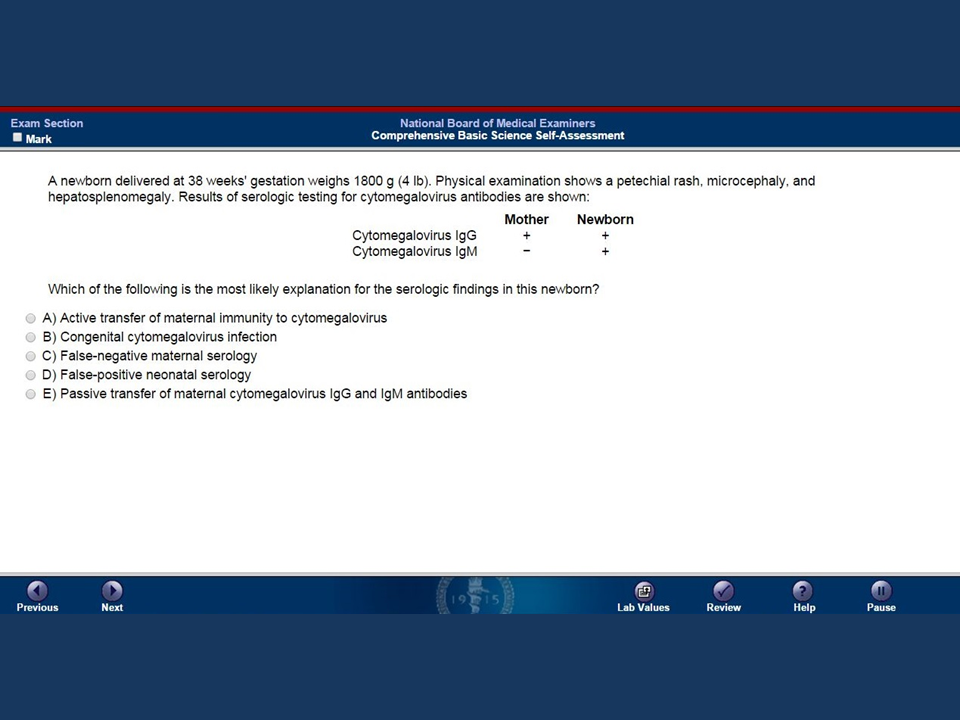 Exam Section
Mark
National Board of Medical Examiners
Comprehensive Basic Science Self-Assessment
A newborn delivered at 38 weeks' gestation weighs 1800 g (4 lb). Physical examination shows a petechial rash, microcephaly, and
hepatosplenomegaly. Results of serologic testing for cytomegalovirus antibodies are shown:
Mother Newborn
Cytomegalovirus IgG + +
Cytomegalovirus IgM − +
Which of the following is the most likely explanation for the serologic findings in this newborn?
A) Active transfer of maternal immunity to cytomegalovirus
B) Congenital cytomegalovirus infection
C) False-negative maternal serology
D) False-positive neonatal serology
E) Passive transfer of maternal cytomegalovirus IgG and IgM antibodies
Previous Next 1915 Lab Values Review Help Pause